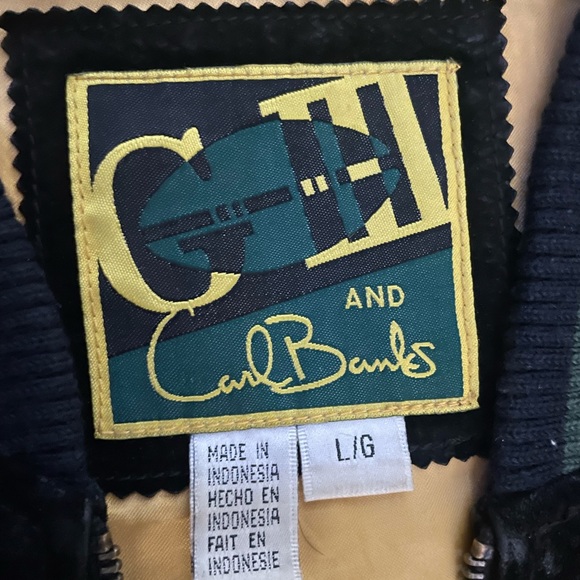 G III
AND
Carl Banks
MADE IN
INDONESIA
HECHO EN
INDONESIA
FAIT EN
INDONESIE
L/G